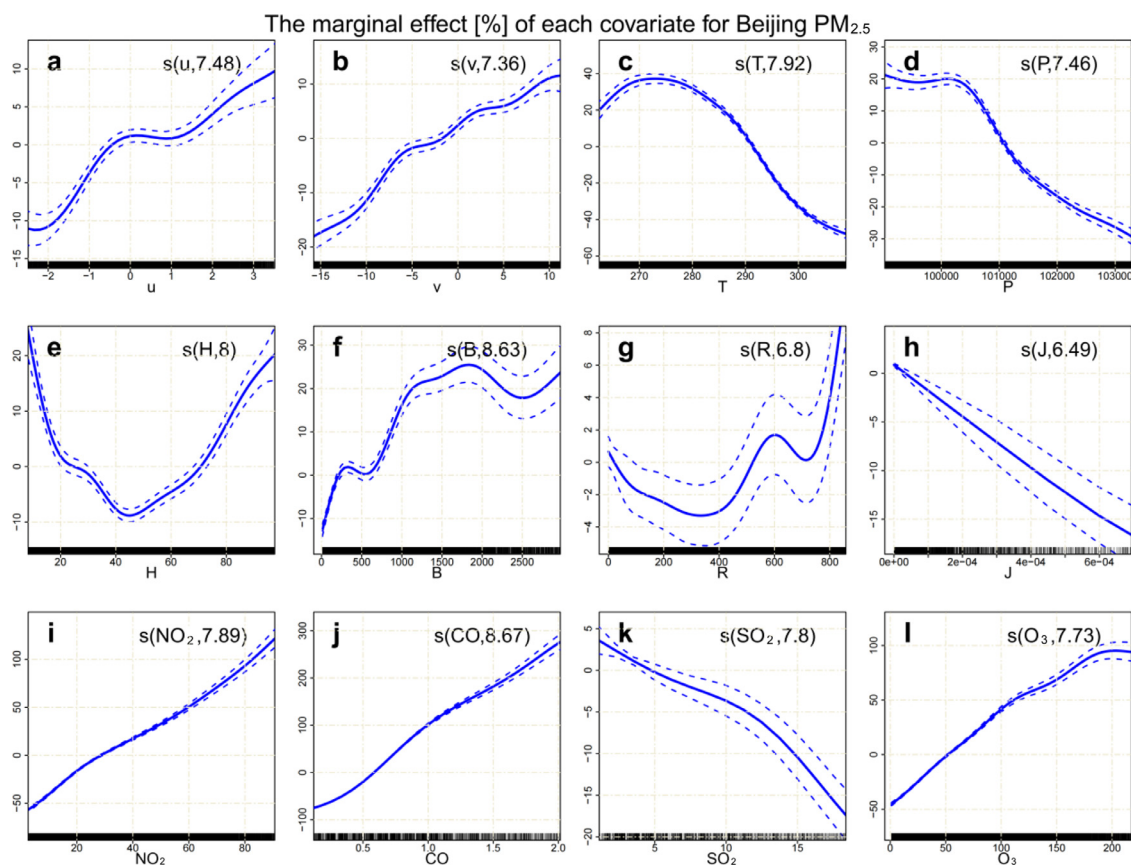 The marginal effect [%] of each covariate for Beijing PM2.5
a s(u,7.48)
10
5
0
−5
−10
−15
−2 −1 0 1 2 3
u
b s(v,7.36)
10
0
−10
20
−15 −10 −5 0 5 10
v
c s(T,7.92)
40
20
0
−20
−40
−60
270 280 290 300
T
d s(P,7.46)
30
20
10
0
−10
−20
−30
100000 101000 102000 103000
P
e s(H,8)
20
10
0
−10
20 40 60 80
H
f s(B,8.63)
30
20
10
0
−10
0 500 1000 1500 2000 2500
B
g s(R,6.8)
8
6
4
2
0
−2
−4
0 200 400 600 800
R
h s(J,6.49)
0
−5
−10
−15
0e+00 2e−04 4e−04 6e−04
J
i s(NO2,7.89)
100
50
0
−50
0 20 40 60 80
NO2
j s(CO,8.67)
300
200
100
0
−100
0.5 1.0 1.5 2.0
CO
k s(SO2,7.8)
5
0
−5
−10
−15
−20
5 10 15
SO2
l s(O3,7.73)
100
50
0
−50
0 50 100 150 200
O3